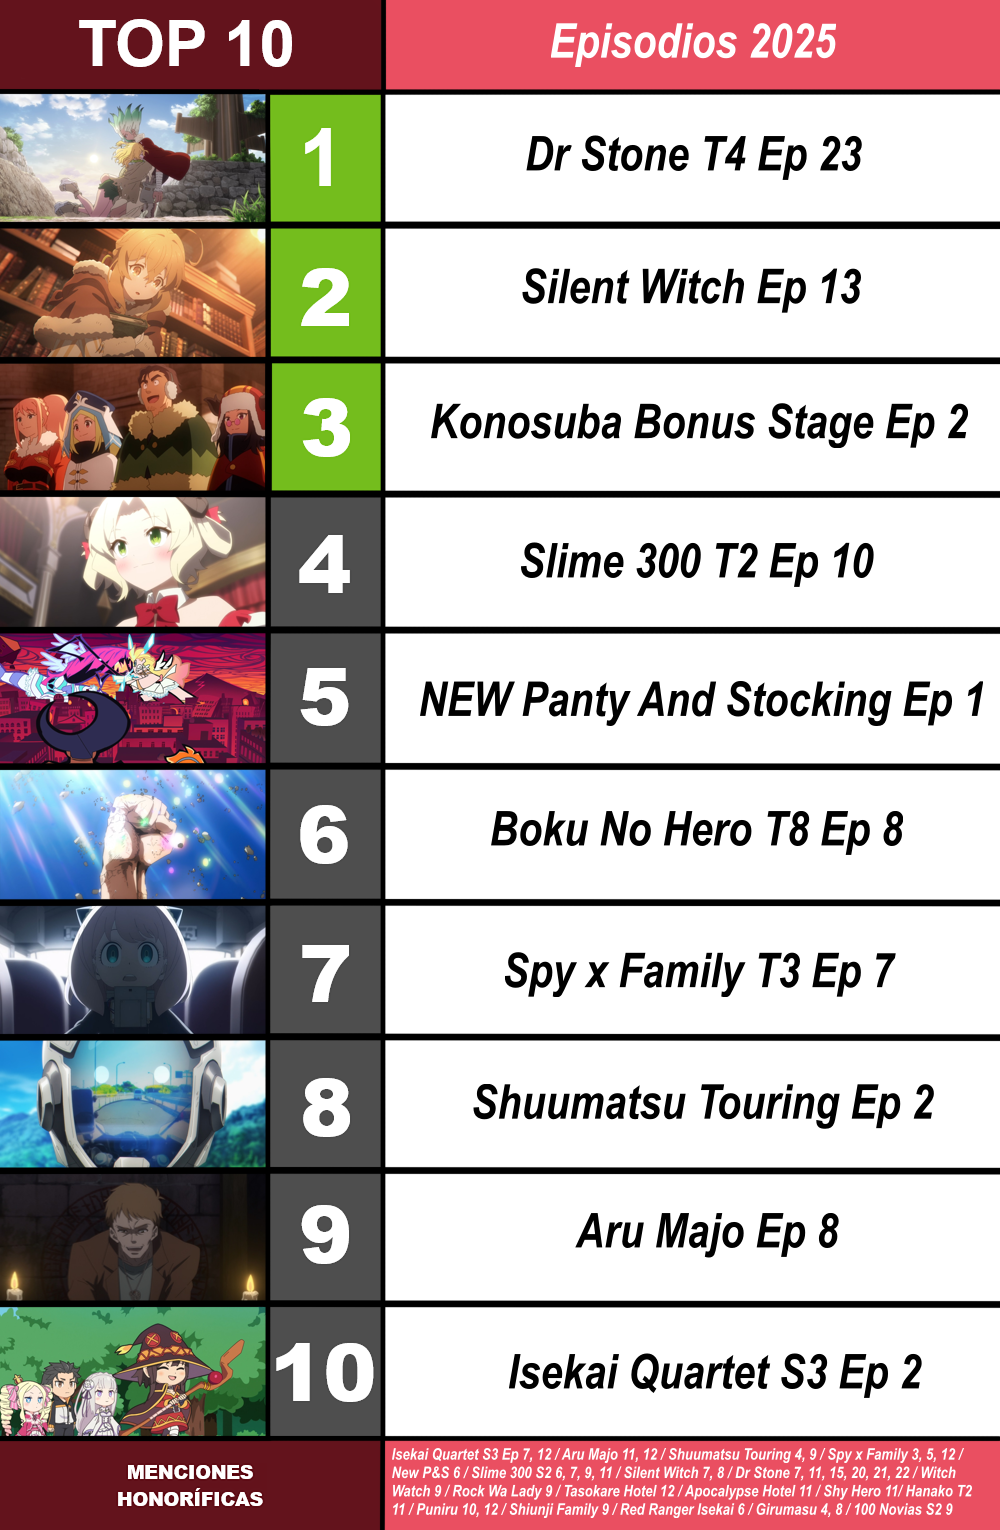 TOP 10
Episodios 2025
1
Dr Stone T4 Ep 23
2
Silent Witch Ep 13
3
Konosuba Bonus Stage Ep 2
4
Slime 300 T2 Ep 10
5
NEW Panty And Stocking Ep 1
6
Boku No Hero T8 Ep 8
7
Spy x Family T3 Ep 7
8
Shuumatsu Touring Ep 2
9
Aru Majo Ep 8
10
Isekai Quartet S3 Ep 2
MENCIONES
HONORÍFICAS
Isekai Quartet S3 Ep 7, 12 / Aru Majo 11, 12 / Shuumatsu Touring 4, 9 / Spy x Family 3, 5, 12 /
New P&S 6 / Slime 300 S2 6, 7, 9, 11 / Silent Witch 7, 8 / Dr Stone 7, 11, 15, 20, 21, 22 / Witch
Watch 9 / Rock Wa Lady 9 / Tasokare Hotel 12 / Apocalypse Hotel 11 / Shy Hero 11/ Hanako T2
11 / Puniru 10, 12 / Shiunji Family 9 / Red Ranger Isekai 6 / Girumasu 4, 8 / 100 Novias S2 9